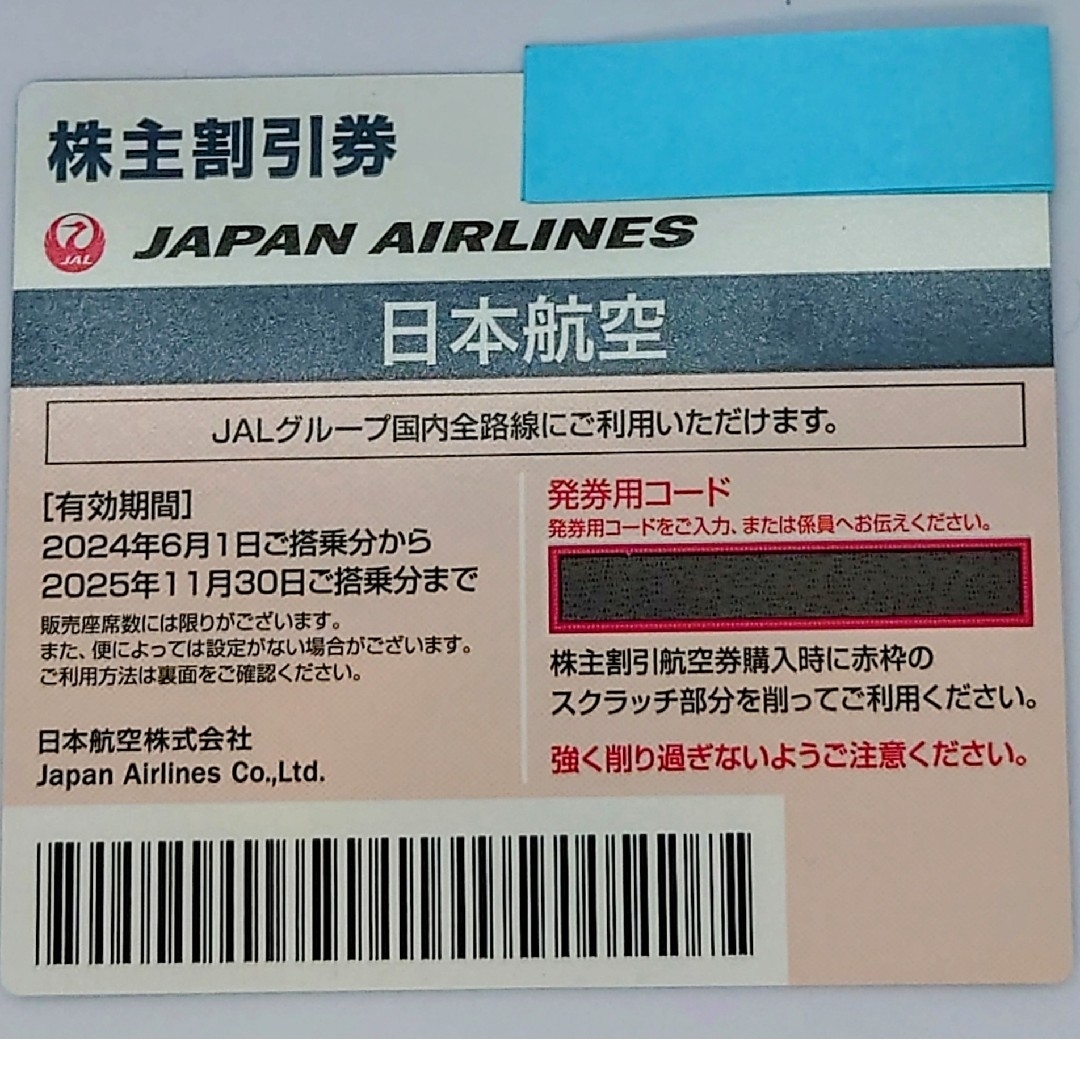 株主割引券
JAL
JAPAN AIRLINES
日本航空
JALグループ国内全路線にご利用いただけます。
[有効期間]
2024年6月1日ご搭乗分から
2025年11月30日ご搭乗分まで
販売座席数には限りがございます。
また、便によっては設定がない場合がございます。
ご利用方法は裏面をご確認ください。
日本航空株式会社
Japan Airlines Co.,Ltd.
発券用コード
発券用コードをご入力、または係員へお伝えください。
株主割引航空券購入時に赤枠の
スクラッチ部分を削ってご利用ください。
強く削り過ぎないようご注意ください。